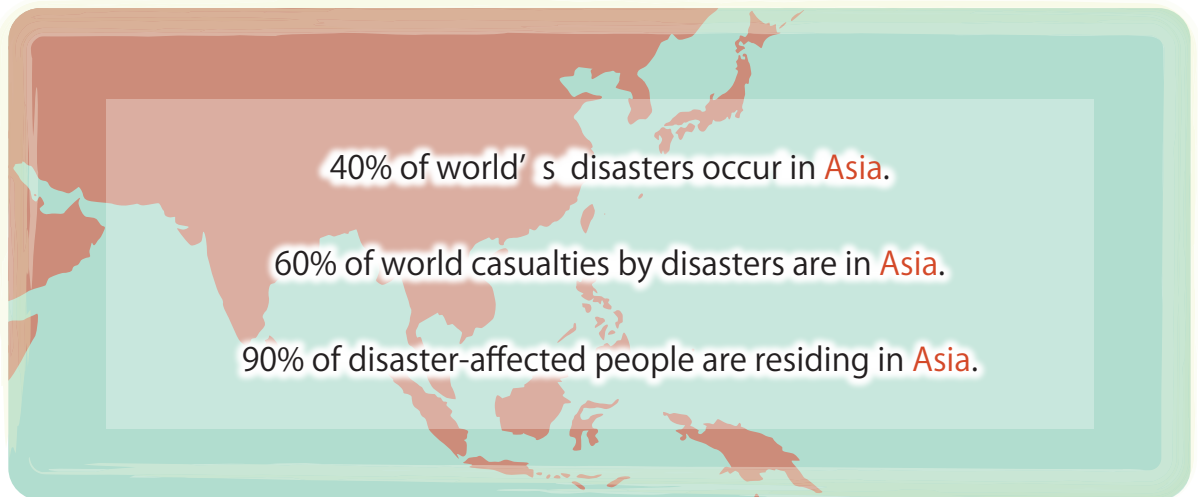 40% of world’ s disasters occur in Asia.
60% of world casualties by disasters are in Asia.
90% of disaster-affected people are residing in Asia.